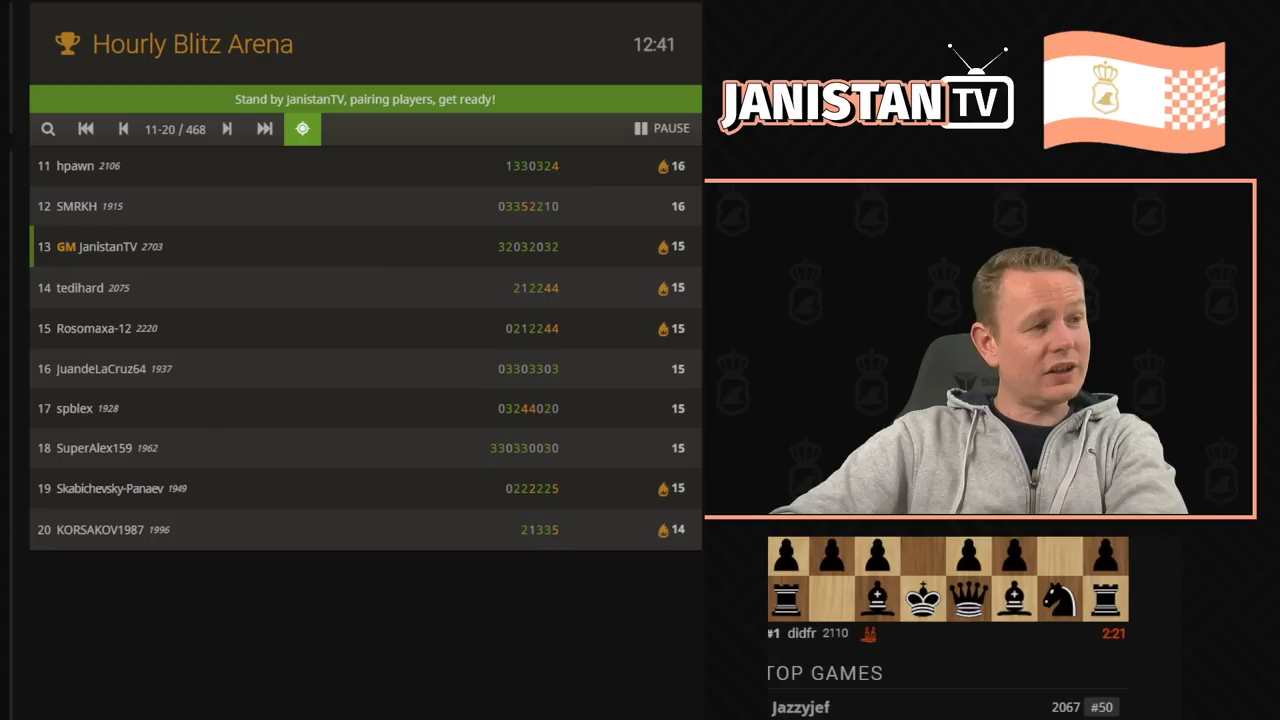 Hourly Blitz Arena
12:41
Stand by JanistanTV, pairing players, get ready!
11-20 / 468
PAUSE
11 hpawn 2106 1330324 16
12 SMRKH 1915 03352210 16
13 GM JanistanTV 2703 32032032 15
14 tedihard 2075 212244 15
15 Rosomaxa-12 2220 0212244 15
16 JuandeLaCruz64 1937 03303303 15
17 spblex 1928 03244020 15
18 SuperAlex159 1962 330330030 15
19 Skabichevsky-Panaev 1949 0222225 15
20 KORSAKOV1987 1996 21335 14
JANISTAN TV
#1 didfr 2110 2:21
TOP GAMES
Jazzyjef 2067 #50